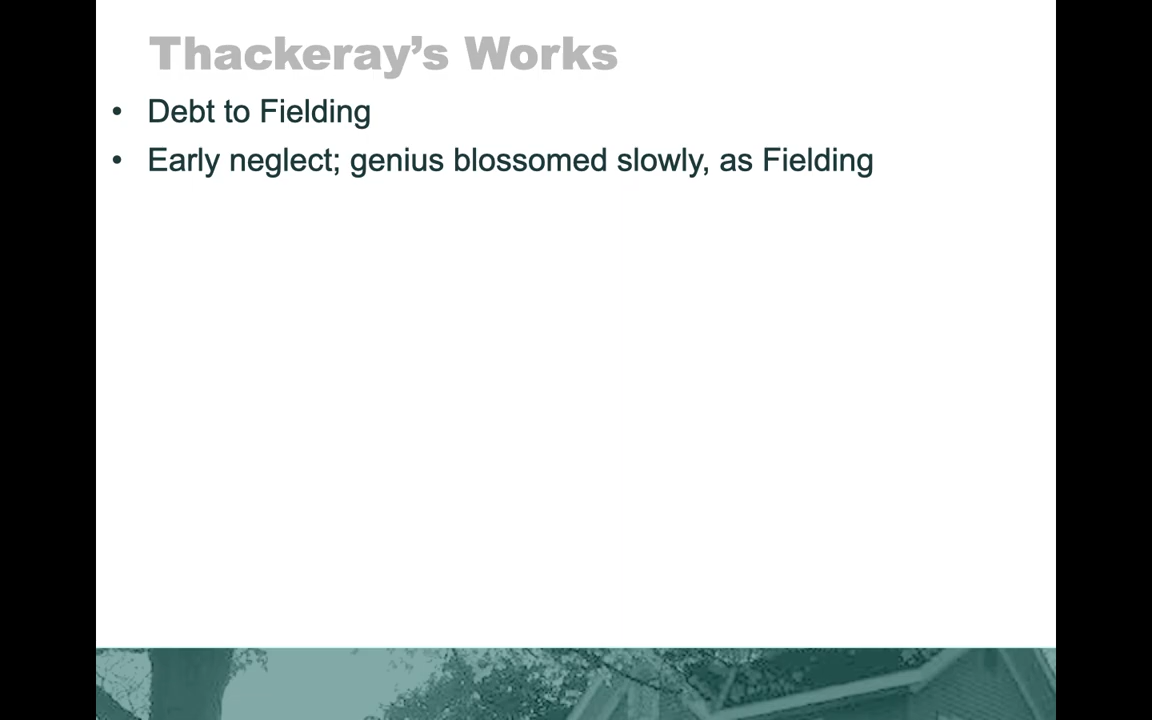 Thackeray’s Works
• Debt to Fielding
• Early neglect; genius blossomed slowly, as Fielding